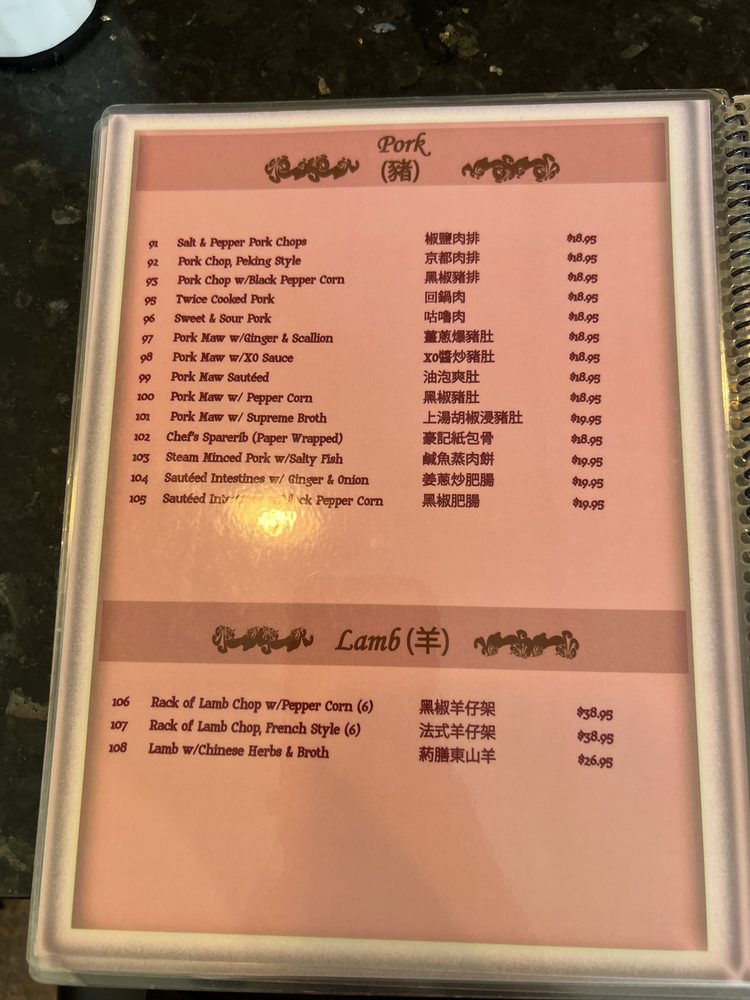 Pork
(豬)
91 Salt & Pepper Pork Chops 椒鹽肉排 $18.95
92 Pork Chop, Peking Style 京都肉排 $18.95
93 Pork Chop w/Black Pepper Corn 黑椒豬排 $18.95
95 Twice Cooked Pork 回鍋肉 $18.95
96 Sweet & Sour Pork 咕嚕肉 $18.95
97 Pork Maw w/Ginger & Scallion 薑蔥爆豬肚 $18.95
98 Pork Maw w/XO Sauce XO醬炒豬肚 $18.95
99 Pork Maw Sautéed 油泡爽肚 $18.95
100 Pork Maw w/ Pepper Corn 黑椒豬肚 $18.95
101 Pork Maw w/ Supreme Broth 上湯胡椒浸豬肚 $19.95
102 Chef's Sparerib (Paper Wrapped) 豪記紙包骨 $18.95
103 Steam Minced Pork w/Salty Fish 鹹魚蒸肉餅 $19.95
104 Sautéed Intestines w/ Ginger & Onion 姜蔥炒肥腸 $19.95
105 Sautéed Pepper Corn 黑椒肥腸 $19.95
Lamb (羊)
106 Rack of Lamb Chop w/Pepper Corn (6) 黑椒羊仔架 $38.95
107 Rack of Lamb Chop, French Style (6) 法式羊仔架 $38.95
108 Lamb w/Chinese Herbs & Broth 葯膳東山羊 $26.95